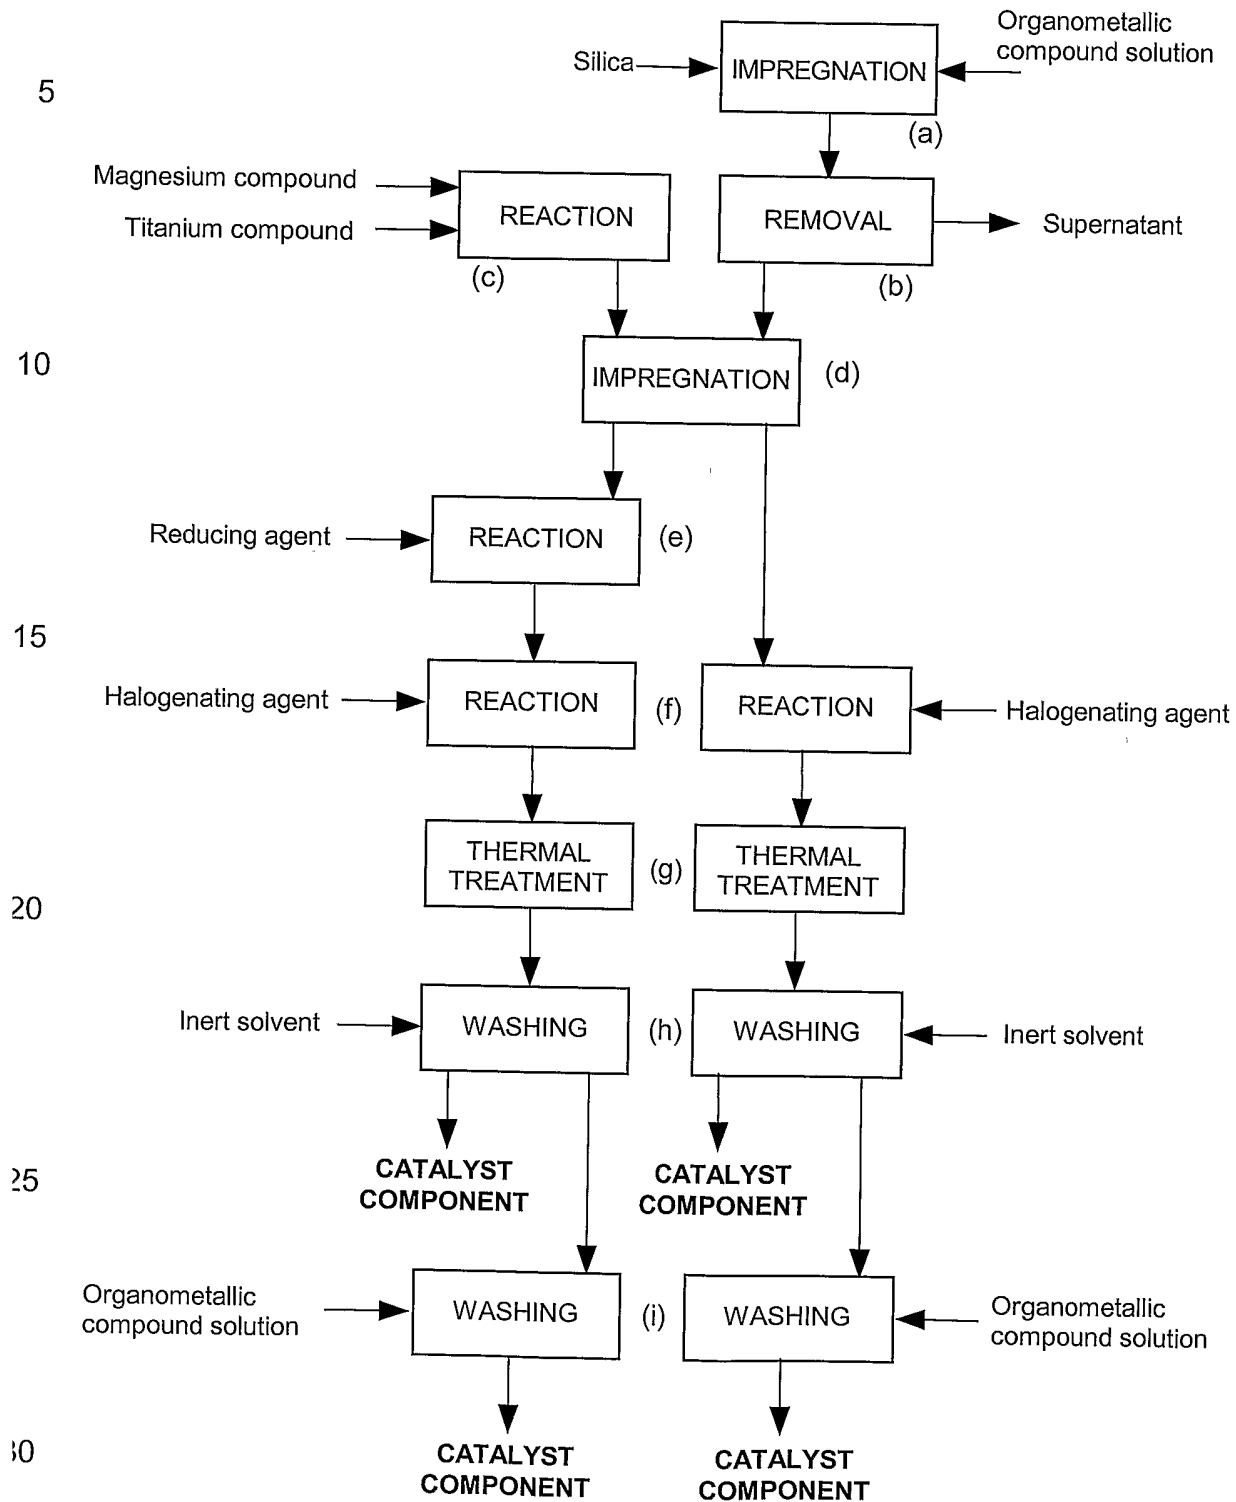 Organometallic
compound solution
Silica
IMPREGNATION
5
(a)
Magnesium compound
REACTION
REMOVAL
Titanium compound
Supernatant
(c)
(b)
10
IMPREGNATION
(d)
Reducing agent
REACTION
(e)
15
Halogenating agent
REACTION
(f)
REACTION
Halogenating agent
THERMAL
TREATMENT
(g)
THERMAL
TREATMENT
20
Inert solvent
WASHING
(h)
WASHING
Inert solvent
CATALYST
COMPONENT
CATALYST
COMPONENT
25
Organometallic
compound solution
WASHING
(i)
WASHING
Organometallic
compound solution
CATALYST
COMPONENT
CATALYST
COMPONENT